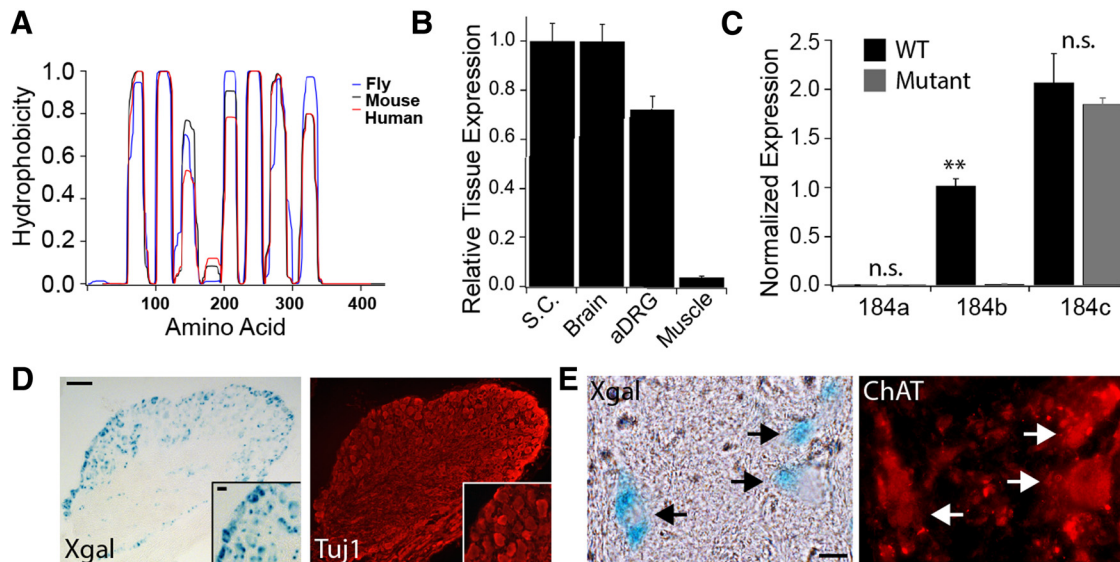 A
Hydrophobicity
1.0
0.8
0.6
0.4
0.2
0.0
100
200
300
400
Amino Acid
Fly
Mouse
Human
B
Relative Tissue Expression
1.0
0.8
0.6
0.4
0.2
0.0
S.C.
Brain
aDRG
Muscle
C
Normalized Expression
2.5
2.0
1.5
1.0
0.5
0.0
WT
Mutant
n.s.
**
n.s.
184a
184b
184c
D
Xgal
Tuj1
E
Xgal
ChAT